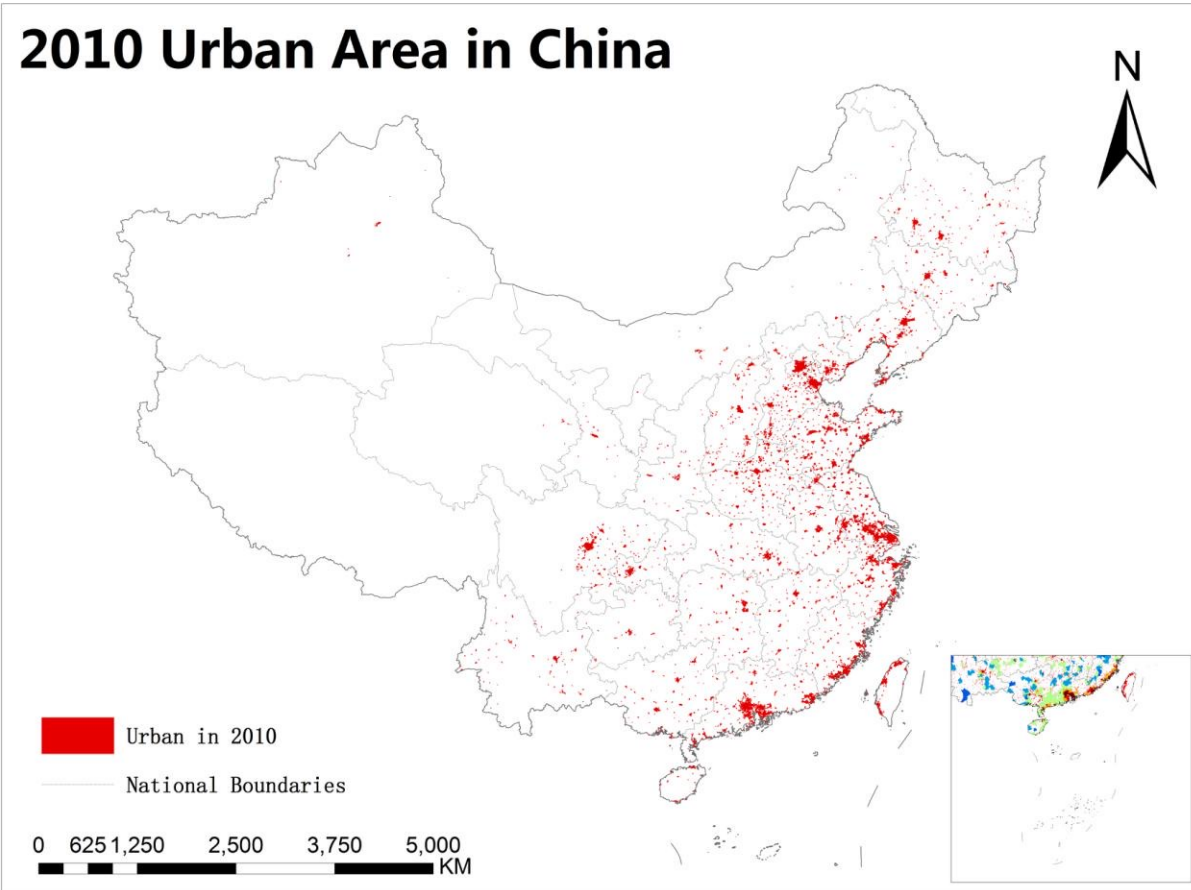 2010 Urban Area in China
N
Urban in 2010
National Boundaries
0 625 1,250 2,500 3,750 5,000
KM